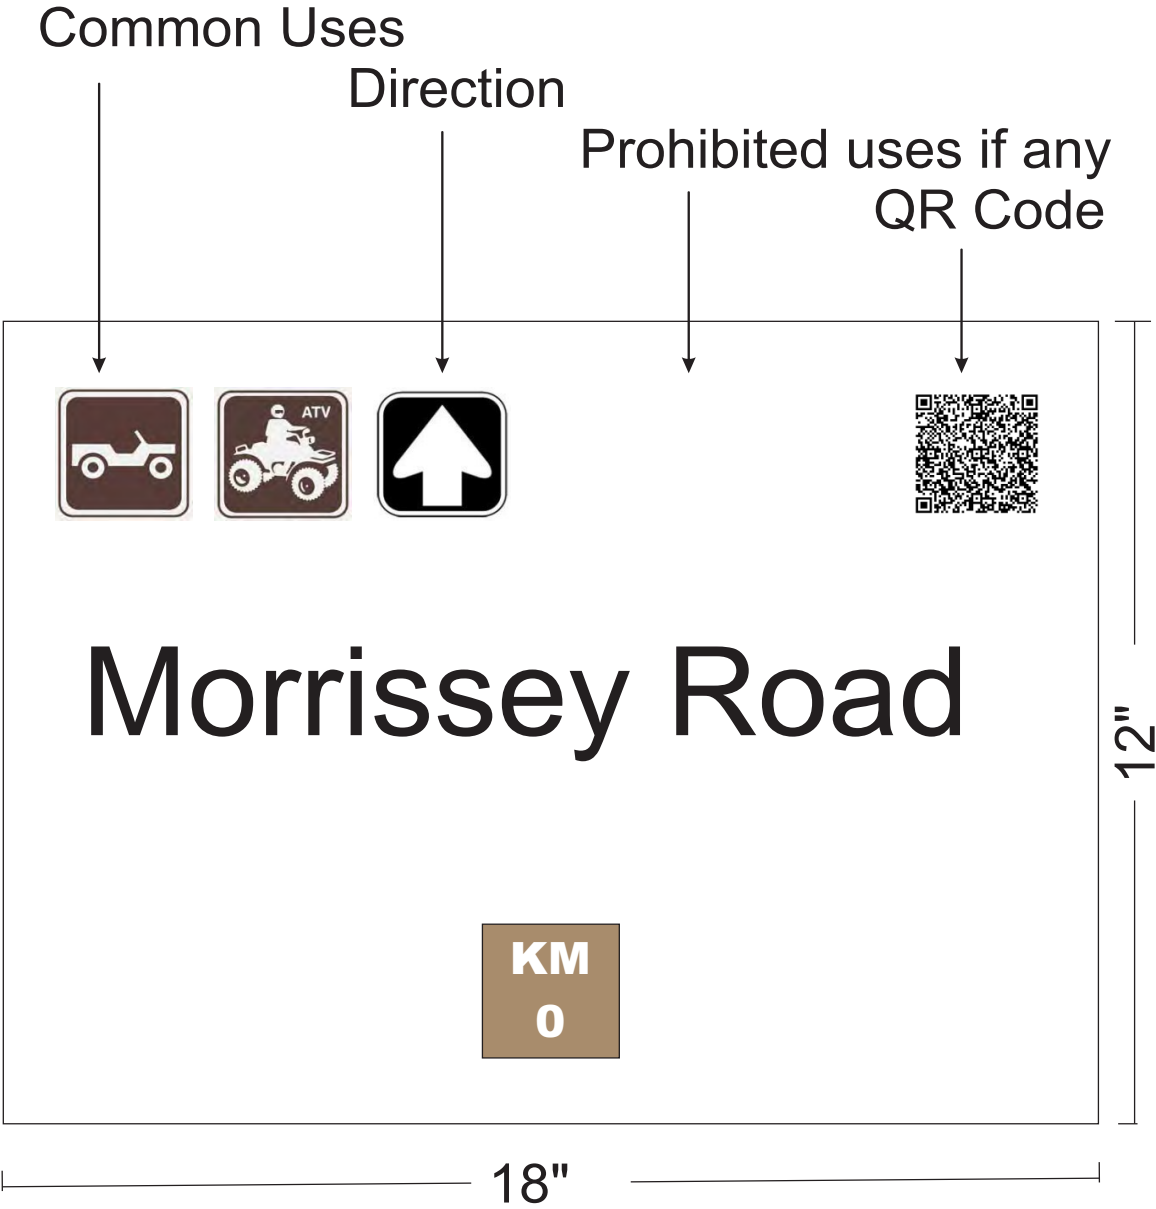 Common Uses
Direction
Prohibited uses if any
QR Code
ATV
Morrissey Road
12"
KM
0
18"